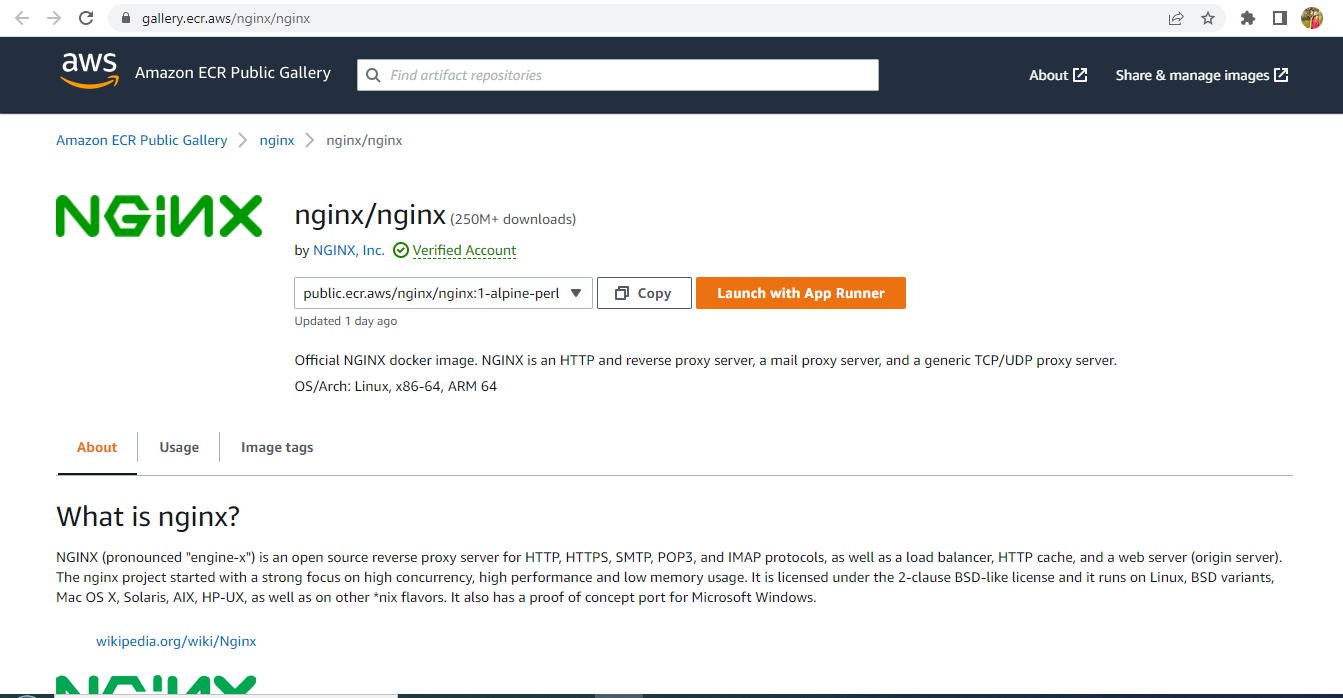 gallery.ecr.aws/nginx/nginx
aws
Amazon ECR Public Gallery
Find artifact repositories
About
Share & manage images
Amazon ECR Public Gallery
nginx
nginx/nginx
NGINX
nginx/nginx (250M+ downloads)
by NGINX, Inc. Verified Account
public.ecr.aws/nginx/nginx:1-alpine-perl
Copy
Launch with App Runner
Updated 1 day ago
Official NGINX docker image. NGINX is an HTTP and reverse proxy server, a mail proxy server, and a generic TCP/UDP proxy server.
OS/Arch: Linux, x86-64, ARM 64
About
Usage
Image tags
What is nginx?
NGINX (pronounced "engine-x") is an open source reverse proxy server for HTTP, HTTPS, SMTP, POP3, and IMAP protocols, as well as a load balancer, HTTP cache, and a web server (origin server).
The nginx project started with a strong focus on high concurrency, high performance and low memory usage. It is licensed under the 2-clause BSD-like license and it runs on Linux, BSD variants,
Mac OS X, Solaris, AIX, HP-UX, as well as on other *nix flavors. It also has a proof of concept port for Microsoft Windows.
wikipedia.org/wiki/Nginx
NGINX